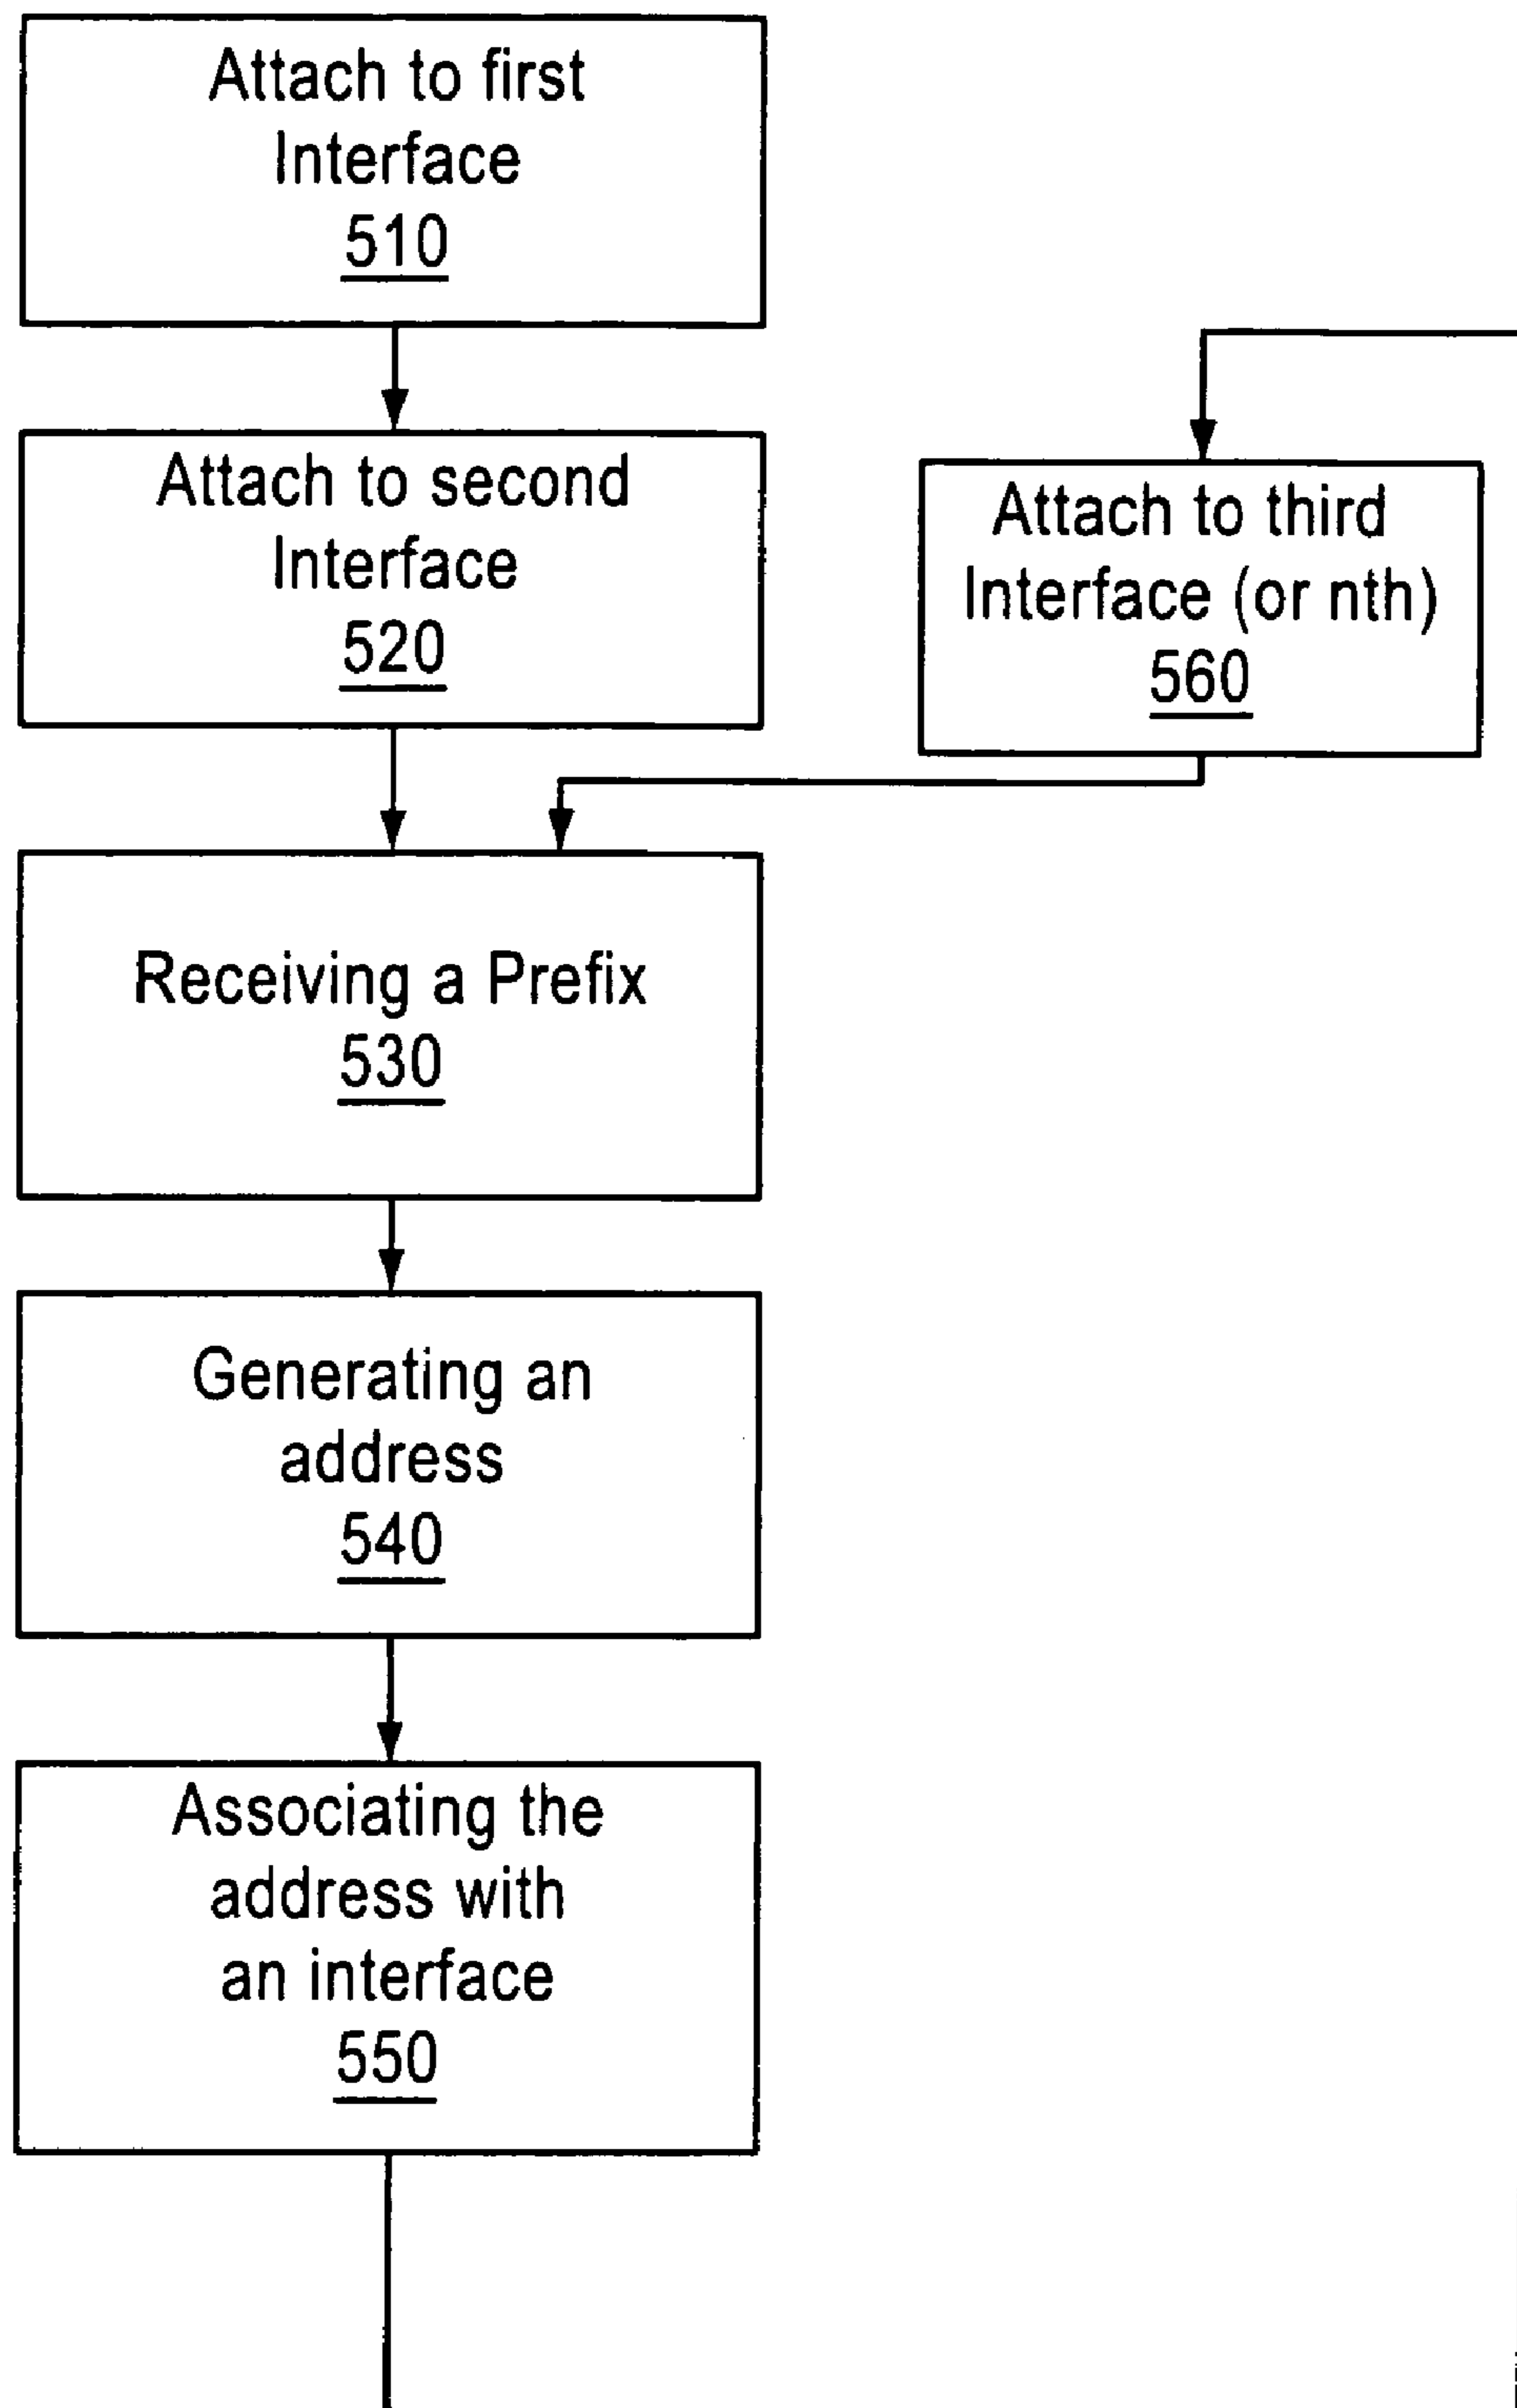 Attach to first
Interface
510
Attach to second
Interface
520
Attach to third
Interface (or nth)
560
Receiving a Prefix
530
Generating an
address
540
Associating the
address with
an interface
550